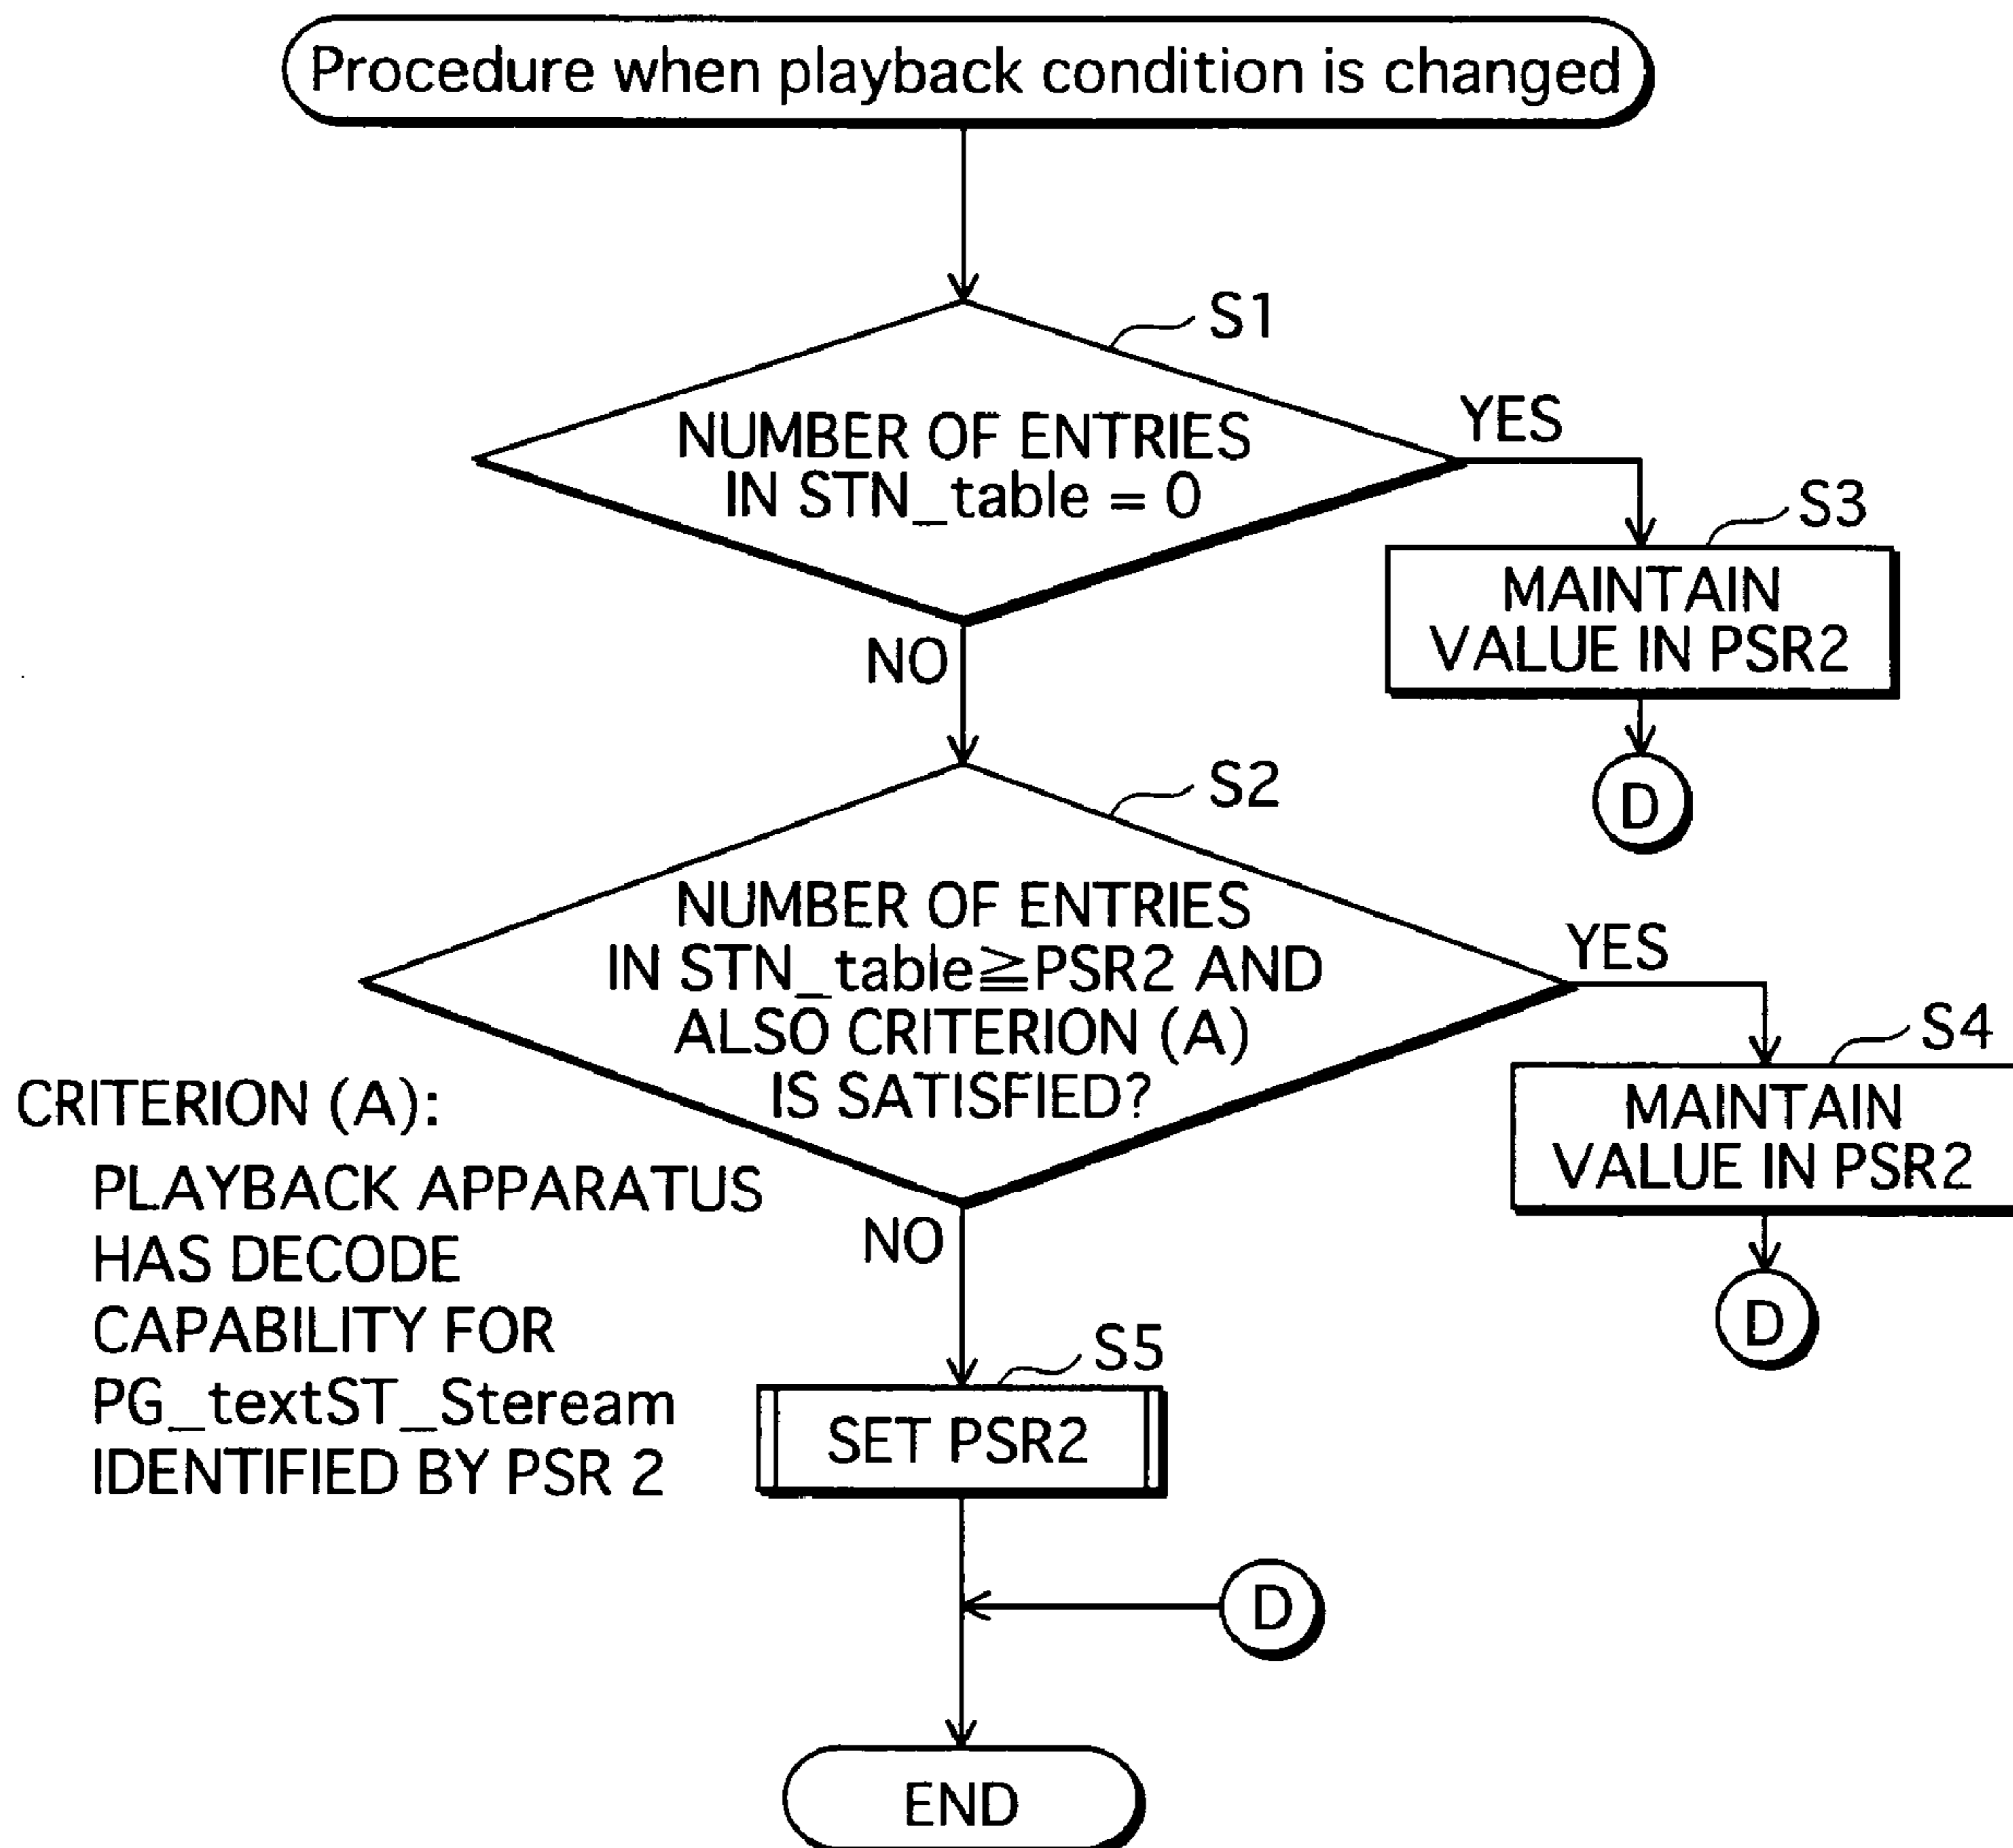 Procedure when playback condition is changed
S1
NUMBER OF ENTRIES
IN STN_table = 0
YES
S3
MAINTAIN
VALUE IN PSR2
D
NO
S2
NUMBER OF ENTRIES
IN STN_table≧PSR2 AND
ALSO CRITERION (A)
IS SATISFIED?
YES
S4
MAINTAIN
VALUE IN PSR2
D
CRITERION (A):
PLAYBACK APPARATUS
HAS DECODE
CAPABILITY FOR
PG_textST_Steream
IDENTIFIED BY PSR 2
NO
S5
SET PSR2
D
END